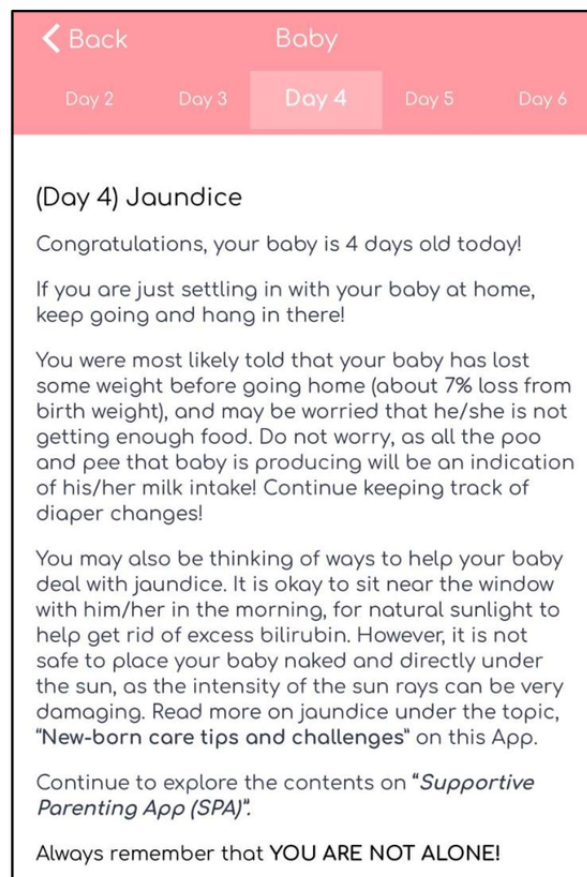 Back
Baby
Day 2 Day 3 Day 4 Day 5 Day 6
(Day 4) Jaundice
Congratulations, your baby is 4 days old today!
If you are just settling in with your baby at home,
keep going and hang in there!
You were most likely told that your baby has lost
some weight before going home (about 7% loss from
birth weight), and may be worried that he/she is not
getting enough food. Do not worry, as all the poo
and pee that baby is producing will be an indication
of his/her milk intake! Continue keeping track of
diaper changes!
You may also be thinking of ways to help your baby
deal with jaundice. It is okay to sit near the window
with him/her in the morning, for natural sunlight to
help get rid of excess bilirubin. However, it is not
safe to place your baby naked and directly under
the sun, as the intensity of the sun rays can be very
damaging. Read more on jaundice under the topic,
"New-born care tips and challenges" on this App.
Continue to explore the contents on "Supportive
Parenting App (SPA)".
Always remember that YOU ARE NOT ALONE!